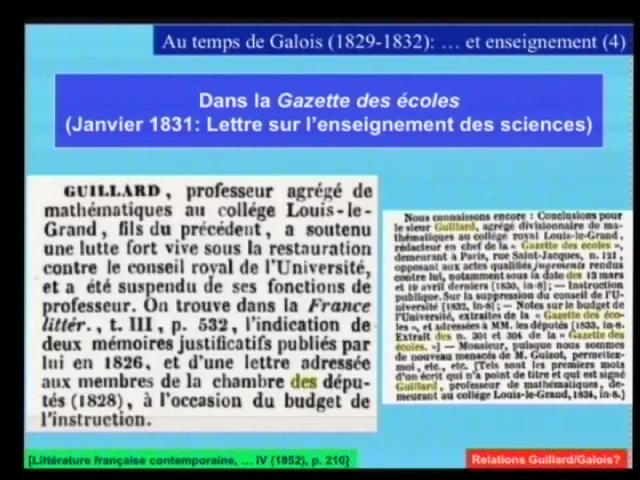 Au temps de Galois (1829-1832): … et enseignement (4)
Dans la Gazette des écoles
(Janvier 1831: Lettre sur l'enseignement des sciences)
GUILLARD, professeur agrégé de
mathématiques au collége Louis-le-
Grand, fils du précédent, a soutenu
une lutte fort vive sous la restauration
contre le conseil royal de l'Université,
et a été suspendu de ses fonctions de
professeur. On trouve dans la France
littér., t. III, p. 532, l'indication de
deux mémoires justificatifs publiés par
lui en 1826, et d'une lettre adressée
aux membres de la chambre des dépu-
tés (1828), à l'occasion du budget de
l'instruction.
Nous connaissons encore : Conclusions pour
le sieur Guillard, agrégé divisionnaire de ma-
thématiques au collége royal Louis-le-Grand,
rédacteur en chef de la « Gazette des écoles »,
demeurant à Paris, rue Saint-Jacques, n. 121,
opposant aux actes qualifiés jugements rendus
contre lui, notamment à la date des 13 mars
et 19 avril derniers [1830, in-8]; — Instruction
publique. Sur la suppression du conseil de l'U-
niversité [1832, in-8]; — Notes sur le budget de
l'Université, extraites de la « Gazette des éco-
les », et adressées à MM. les députés [1833, in-8.
Extrait des n. 301 et 304 de la « Gazette des
écoles. »] — Monsieur, puisque nous sommes
de nouveau menacés de M. Guizot, permettez-
moi, etc., etc. [Tels sont les premiers mots
d'un écrit qui n'a point de titre et qui est signé
Guillard, professeur de mathématiques, de-
meurant au collége Louis-le-Grand, 1834, in-8.]
[Littérature française contemporaine, ... IV (1852), p. 210]
Relations Guillard/Galois?